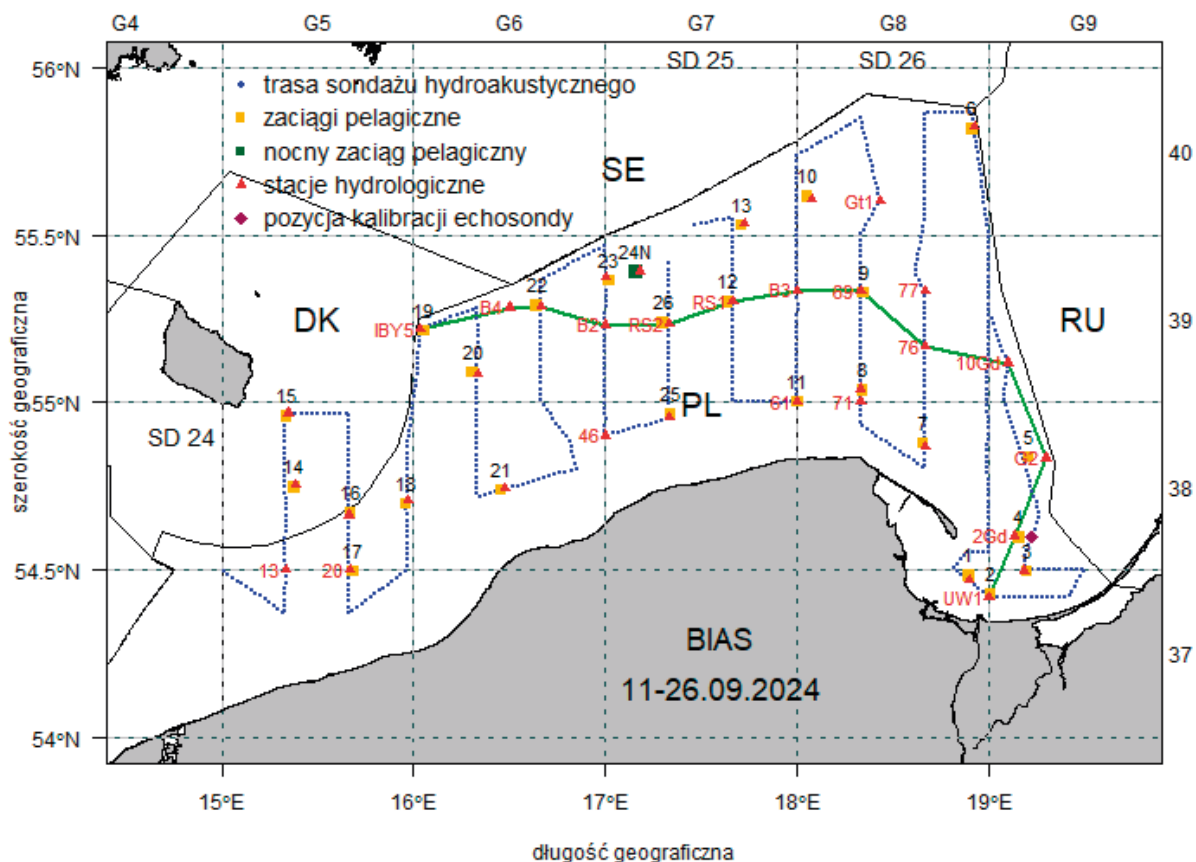 G4 G5 G6 G7 G8 G9
56°N
SD 25 SD 26
trasa sondażu hydroakustycznego
zaciągi pelagiczne
nocny zaciąg pelagiczny
stacje hydrologiczne
pozycja kalibracji echosondy
SE
6
40
10
Gt1
13
55.5°N
24N
23
22
12
9
77
19
B4
26
RS1
B3
69
DK
IBY5
B2
RS2
RU
39
76
10Gd
20
8
15
25
PL
11
61
71
55°N
SD 24
46
7
5
G2
14
21
38
16
18
4
2Gd
17
1
3
54.5°N
13
28
2
UW1
BIAS
11-26.09.2024
37
54°N
15°E 16°E 17°E 18°E 19°E
szerokość geograficzna
długość geograficzna